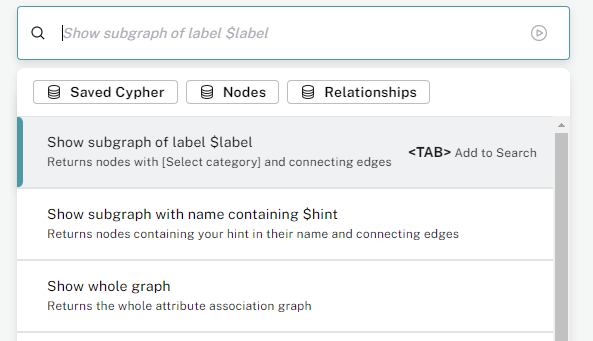 Show subgraph of label $label
Saved Cypher
Nodes
Relationships
Show subgraph of label $label
Returns nodes with [Select category] and connecting edges
<TAB> Add to Search
Show subgraph with name containing $hint
Returns nodes containing your hint in their name and connecting edges
Show whole graph
Returns the whole attribute association graph